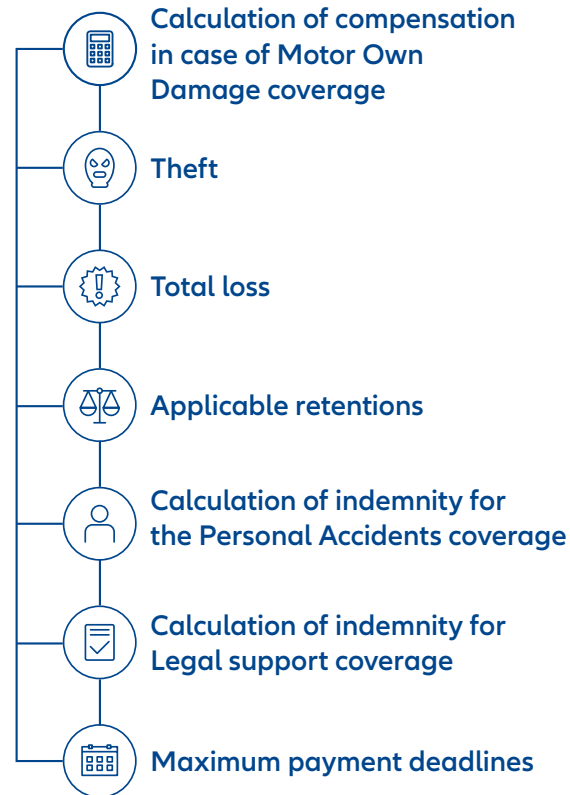 Calculation of compensation
in case of Motor Own
Damage coverage
Theft
Total loss
Applicable retentions
Calculation of indemnity for
the Personal Accidents coverage
Calculation of indemnity for
Legal support coverage
Maximum payment deadlines